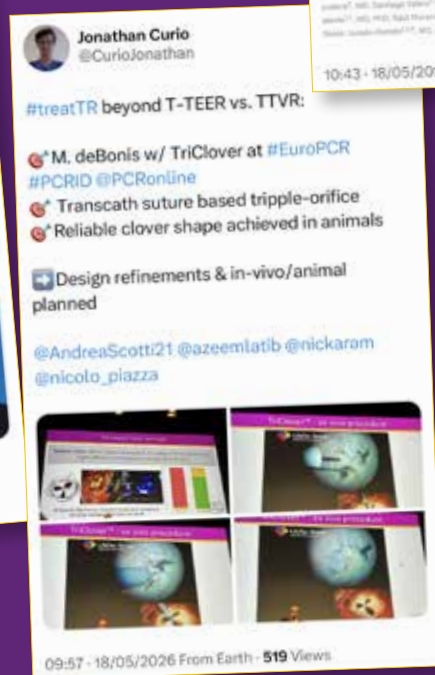 10:43 - 18/05/20
Jonathan Curio
@CurioJonathan
#treatTR beyond T-TEER vs. TTVR:
M. deBonis w/ TriClover at #EuroPCR
#PCRID @PCRonline
Transcath suture based tripple-orifice
Reliable clover shape achieved in animals
Design refinements & in-vivo/animal
planned
@AndreaScotti21 @azeemlatib @nickaram
@nicolo_piazza
09:57 - 18/05/2026 From Earth - 519 Views